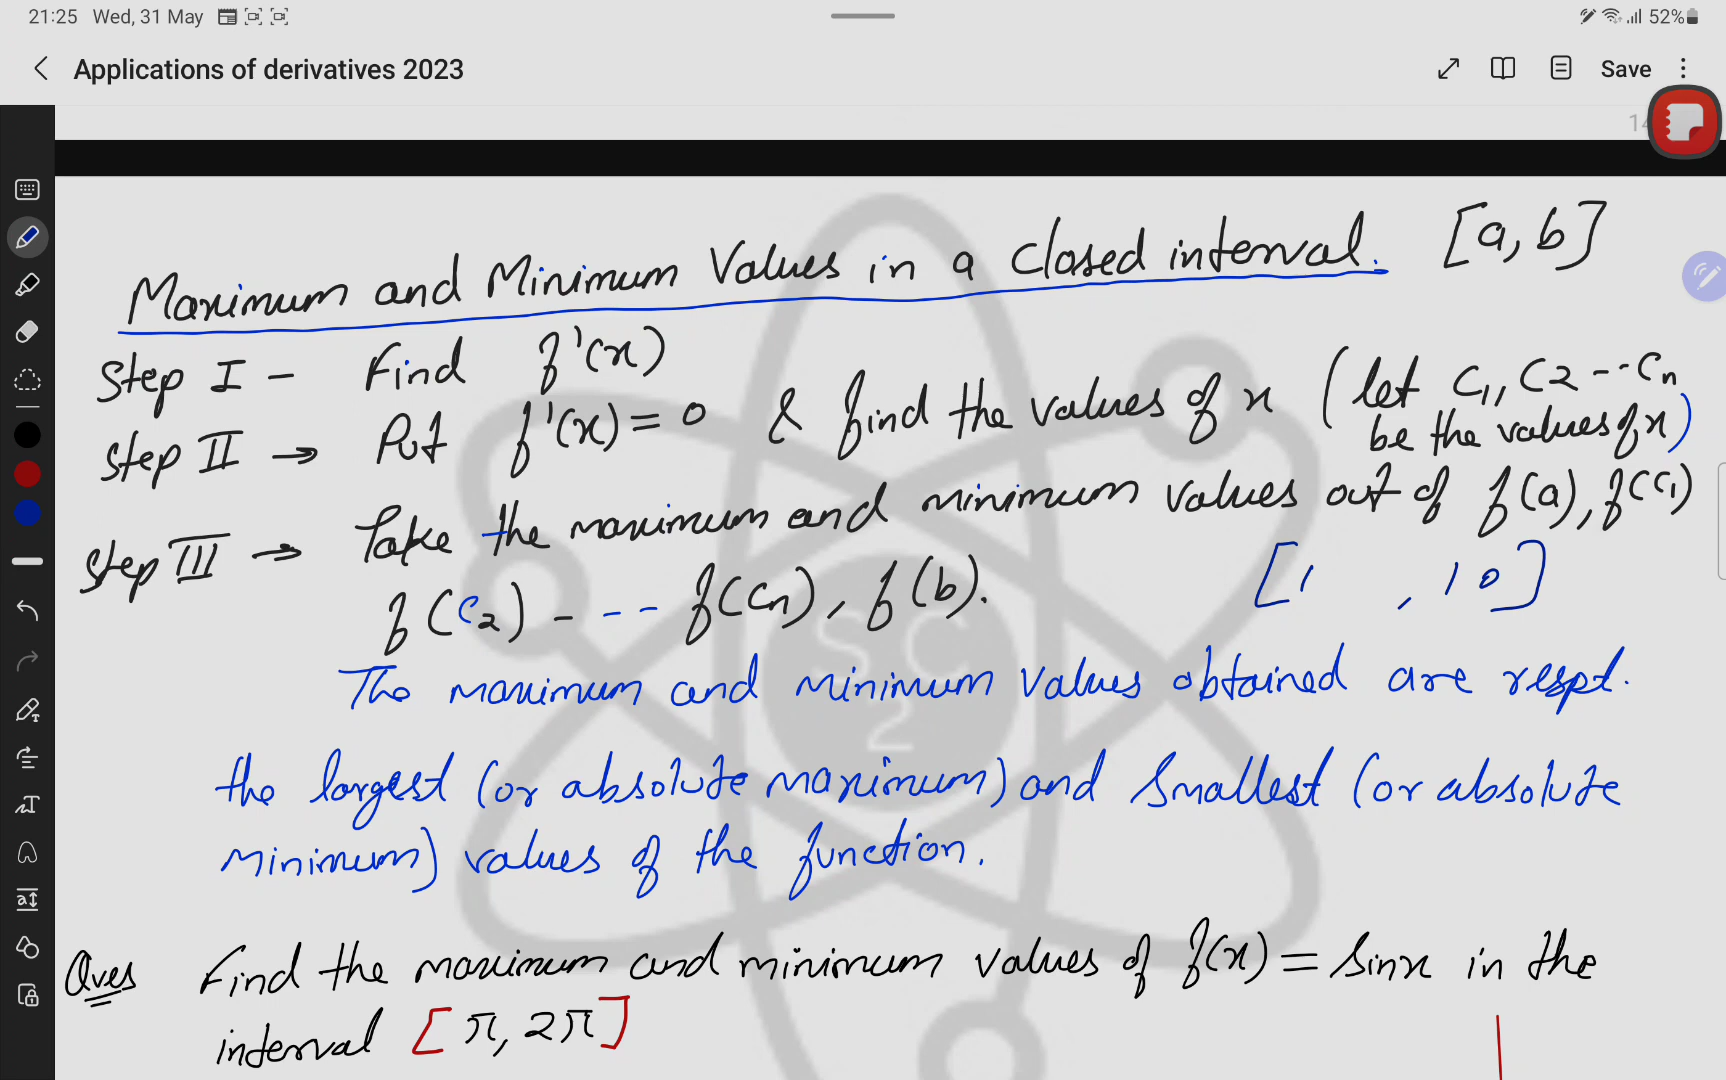 21:25 Wed, 31 May 52%
Applications of derivatives 2023 Save
14
Maximum and Minimum Values in a closed interval. [a, b]
Step I - Find f'(x)
Step II → Put f'(x) = 0 & find the values of x (let C1, C2 --- Cn
be the values of x)
Step III → Take the maximum and minimum values out of f(a), f(C1)
f(C2) - -- f(Cn), f(b).
[1 , 10]
The maximum and minimum values obtained are respt.
the largest (or absolute maximum) and smallest (or absolute
minimum) values of the function.
SC
2
Ques Find the maximum and minimum values of f(x) = Sinx in the
interval [π, 2π]